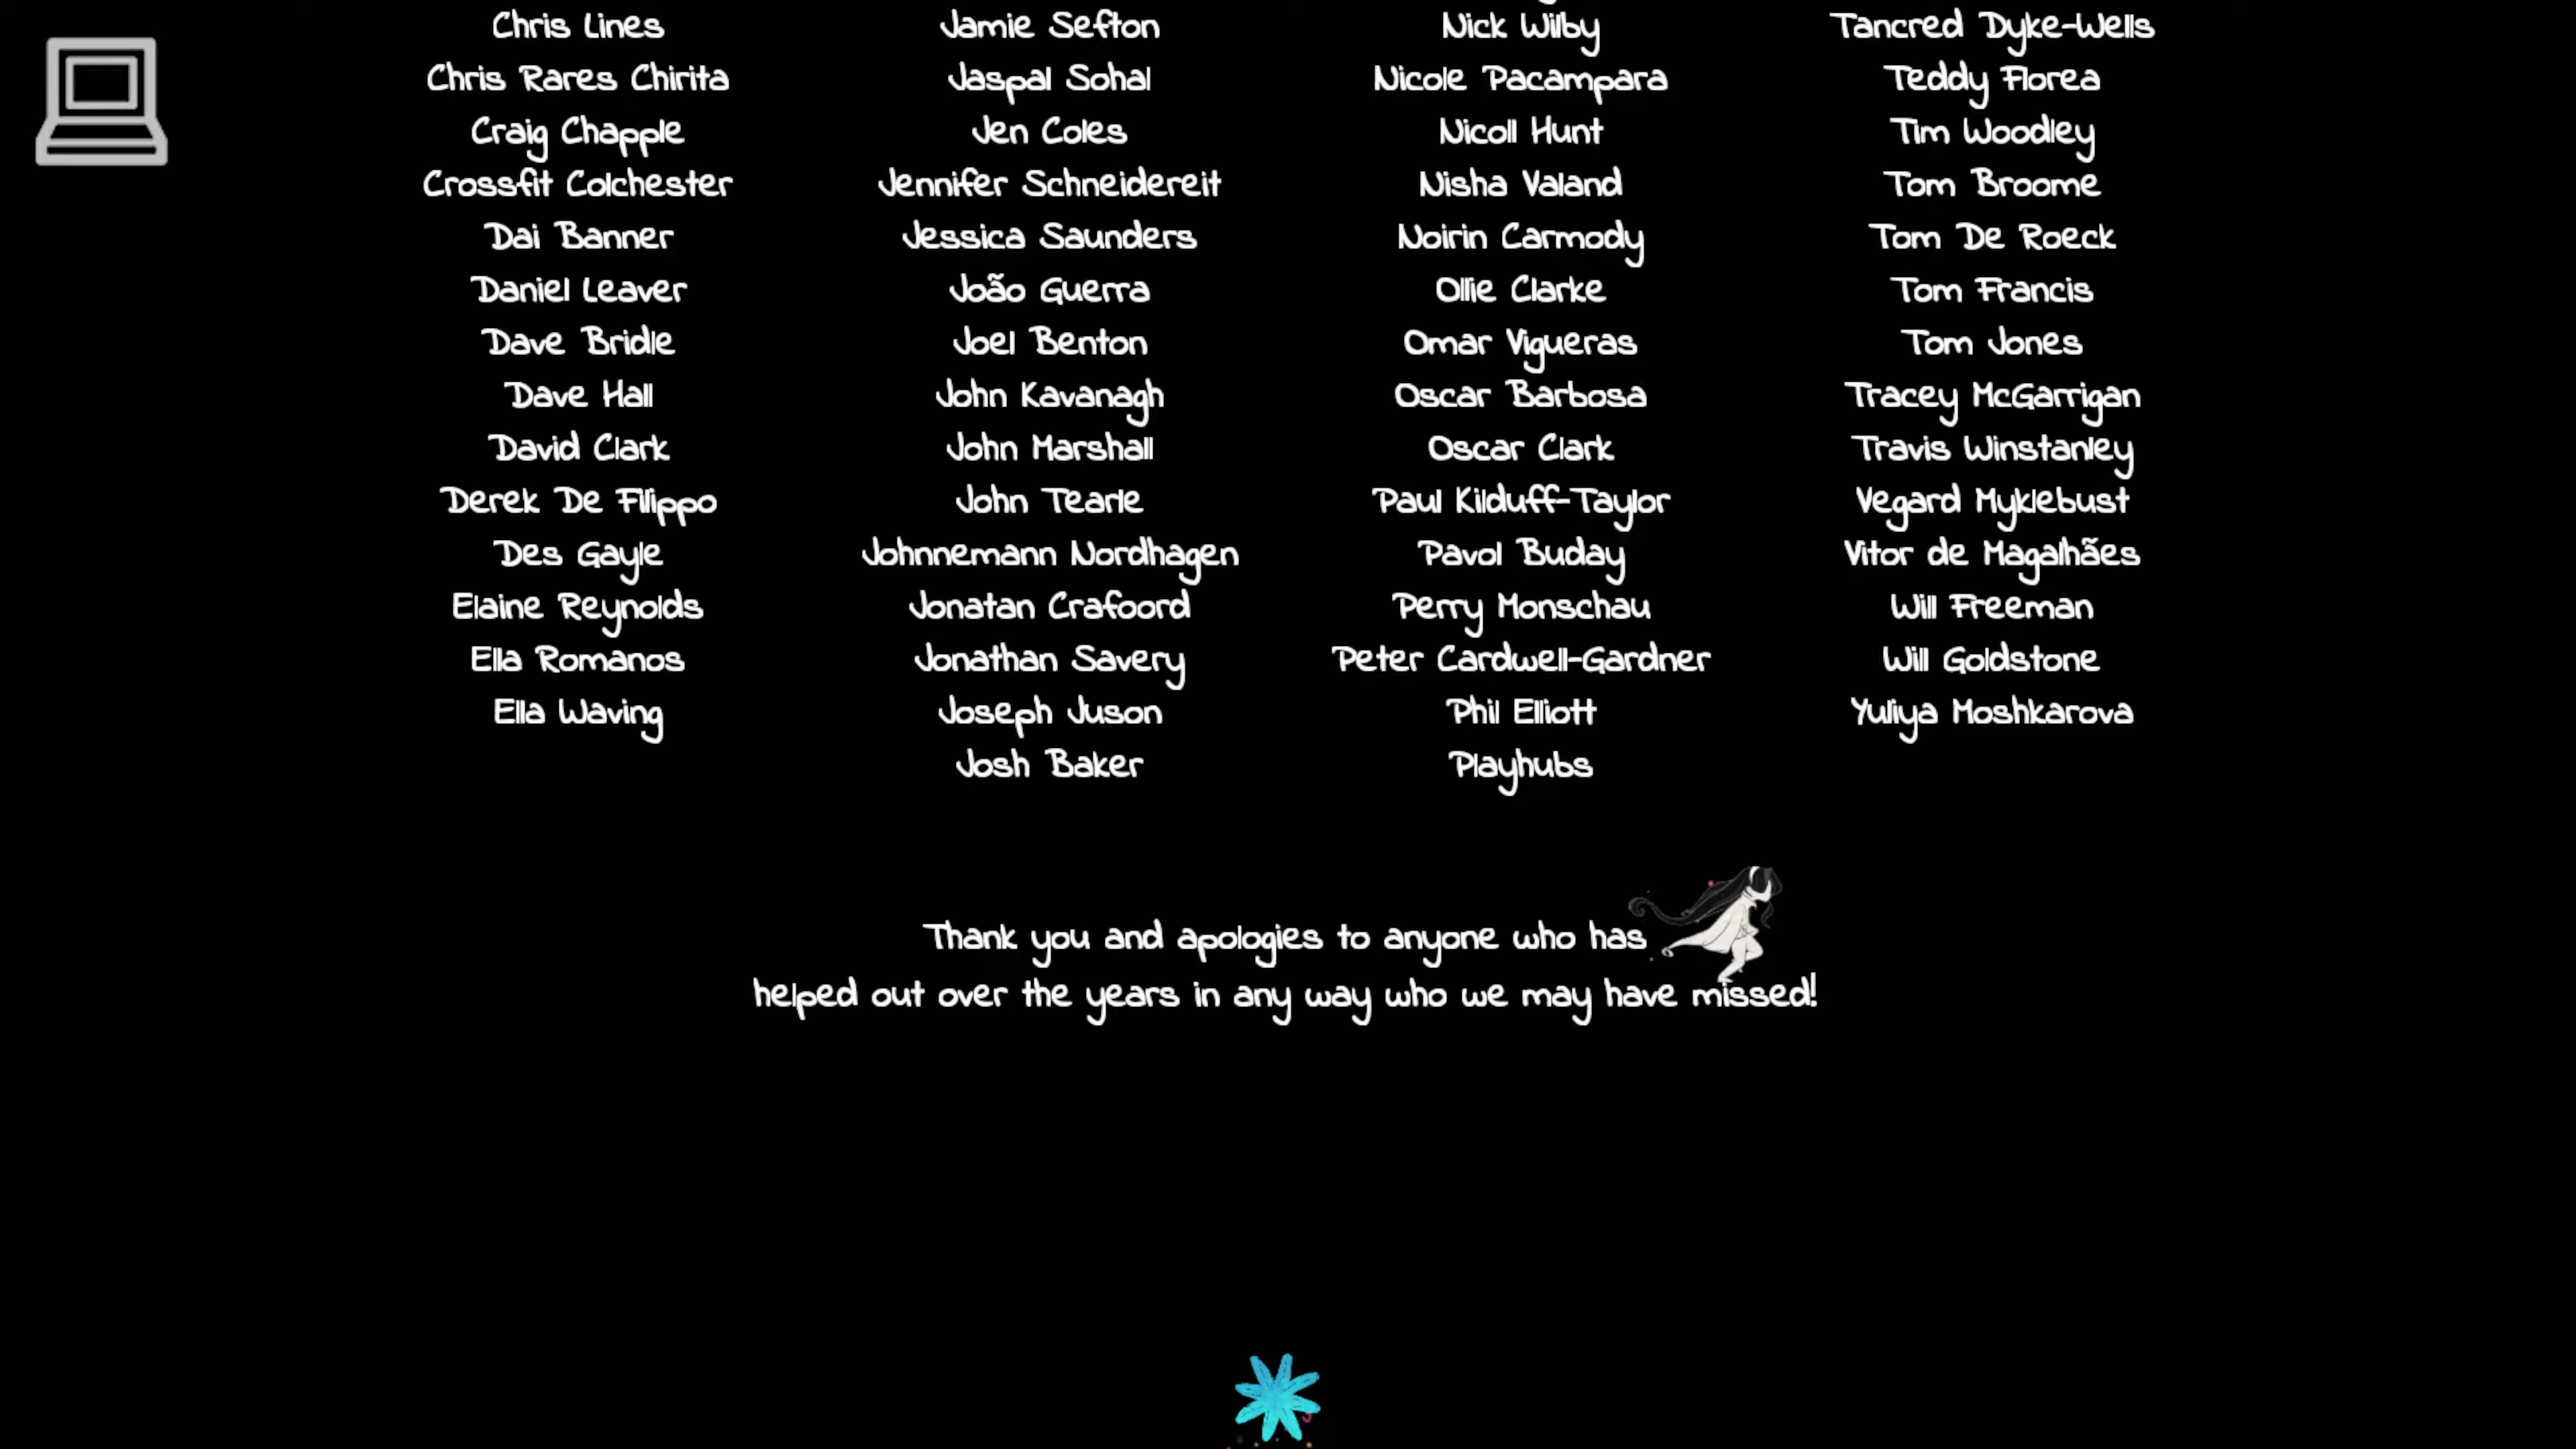 Chris Lines
Chris Rares Chirita
Craig Chapple
Crossfit Colchester
Dai Banner
Daniel Leaver
Dave Bridle
Dave Hall
David Clark
Derek De Filippo
Des Gayle
Elaine Reynolds
Ella Romanos
Ella Waving
Jamie Sefton
Jaspal Sohal
Jen Coles
Jennifer Schneidereit
Jessica Saunders
João Guerra
Joel Benton
John Kavanagh
John Marshall
John Tearle
Johnnemann Nordhagen
Jonatan Crafoord
Jonathan Savery
Joseph Juson
Josh Baker
Nick Wilby
Nicole Pacampara
Nicoll Hunt
Nisha Valand
Noirin Carmody
Ollie Clarke
Omar Vigueras
Oscar Barbosa
Oscar Clark
Paul Kilduff-Taylor
Pavol Buday
Perry Monschau
Peter Cardwell-Gardner
Phil Elliott
Playhubs
Tancred Dyke-Wells
Teddy Florea
Tim Woodley
Tom Broome
Tom De Roeck
Tom Francis
Tom Jones
Tracey McGarrigan
Travis Winstanley
Vegard Myklebust
Vitor de Magalhães
Will Freeman
Will Goldstone
Yuliya Moshkarova
Thank you and apologies to anyone who has
helped out over the years in any way who we may have missed!